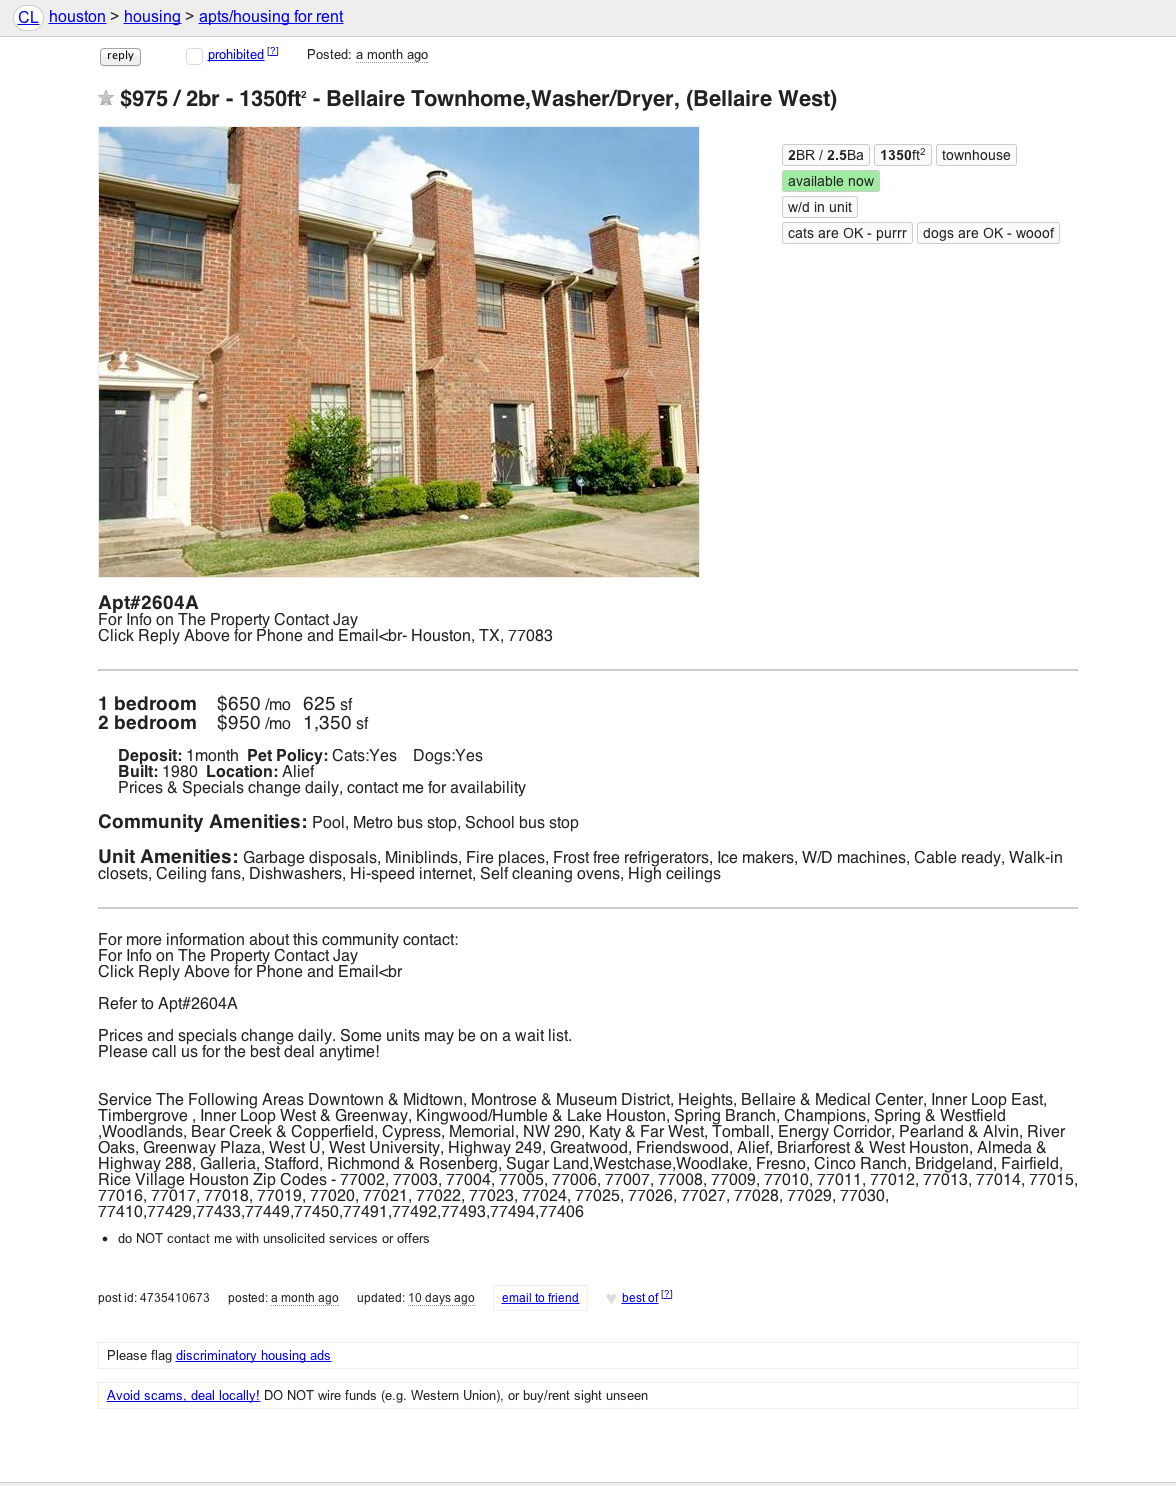 CL houston > housing > apts/housing for rent
reply prohibited [?] Posted: a month ago
$975 / 2br - 1350ft² - Bellaire Townhome,Washer/Dryer, (Bellaire West)
2BR / 2.5Ba 1350ft² townhouse
available now
w/d in unit
cats are OK - purrr dogs are OK - wooof
Apt#2604A
For Info on The Property Contact Jay
Click Reply Above for Phone and Email<br- Houston, TX, 77083
1 bedroom $650 /mo 625 sf
2 bedroom $950 /mo 1,350 sf
Deposit: 1month Pet Policy: Cats:Yes Dogs:Yes
Built: 1980 Location: Alief
Prices & Specials change daily, contact me for availability
Community Amenities: Pool, Metro bus stop, School bus stop
Unit Amenities: Garbage disposals, Miniblinds, Fire places, Frost free refrigerators, Ice makers, W/D machines, Cable ready, Walk-in
closets, Ceiling fans, Dishwashers, Hi-speed internet, Self cleaning ovens, High ceilings
For more information about this community contact:
For Info on The Property Contact Jay
Click Reply Above for Phone and Email<br
Refer to Apt#2604A
Prices and specials change daily. Some units may be on a wait list.
Please call us for the best deal anytime!
Service The Following Areas Downtown & Midtown, Montrose & Museum District, Heights, Bellaire & Medical Center, Inner Loop East,
Timbergrove , Inner Loop West & Greenway, Kingwood/Humble & Lake Houston, Spring Branch, Champions, Spring & Westfield
,Woodlands, Bear Creek & Copperfield, Cypress, Memorial, NW 290, Katy & Far West, Tomball, Energy Corridor, Pearland & Alvin, River
Oaks, Greenway Plaza, West U, West University, Highway 249, Greatwood, Friendswood, Alief, Briarforest & West Houston, Almeda &
Highway 288, Galleria, Stafford, Richmond & Rosenberg, Sugar Land,Westchase,Woodlake, Fresno, Cinco Ranch, Bridgeland, Fairfield,
Rice Village Houston Zip Codes - 77002, 77003, 77004, 77005, 77006, 77007, 77008, 77009, 77010, 77011, 77012, 77013, 77014, 77015,
77016, 77017, 77018, 77019, 77020, 77021, 77022, 77023, 77024, 77025, 77026, 77027, 77028, 77029, 77030,
77410,77429,77433,77449,77450,77491,77492,77493,77494,77406
• do NOT contact me with unsolicited services or offers
post id: 4735410673 posted: a month ago updated: 10 days ago email to friend ♥ best of [?]
Please flag discriminatory housing ads
Avoid scams, deal locally! DO NOT wire funds (e.g. Western Union), or buy/rent sight unseen